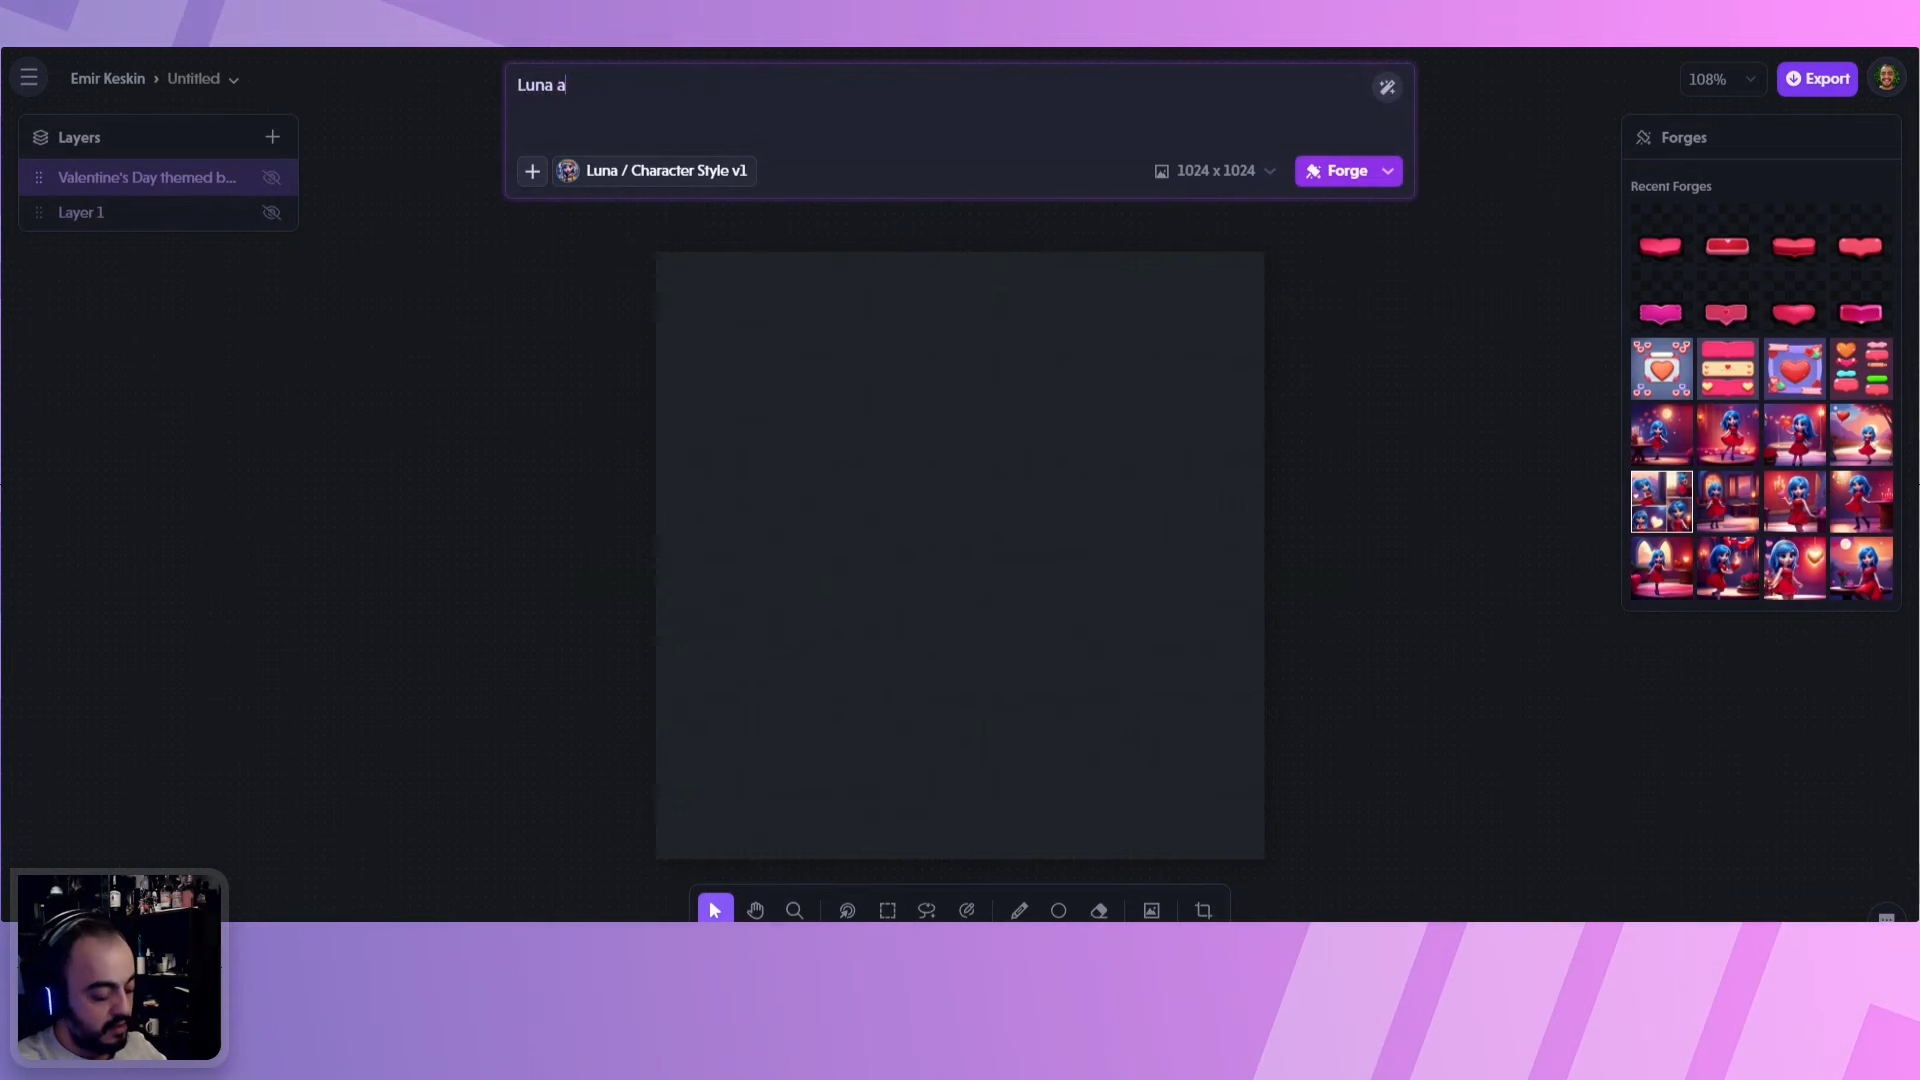 Emir Keskin › Untitled
Luna a
108%
Export
Layers
Valentine's Day themed b...
Layer 1
Luna / Character Style v1
1024 x 1024
Forge
Forges
Recent Forges